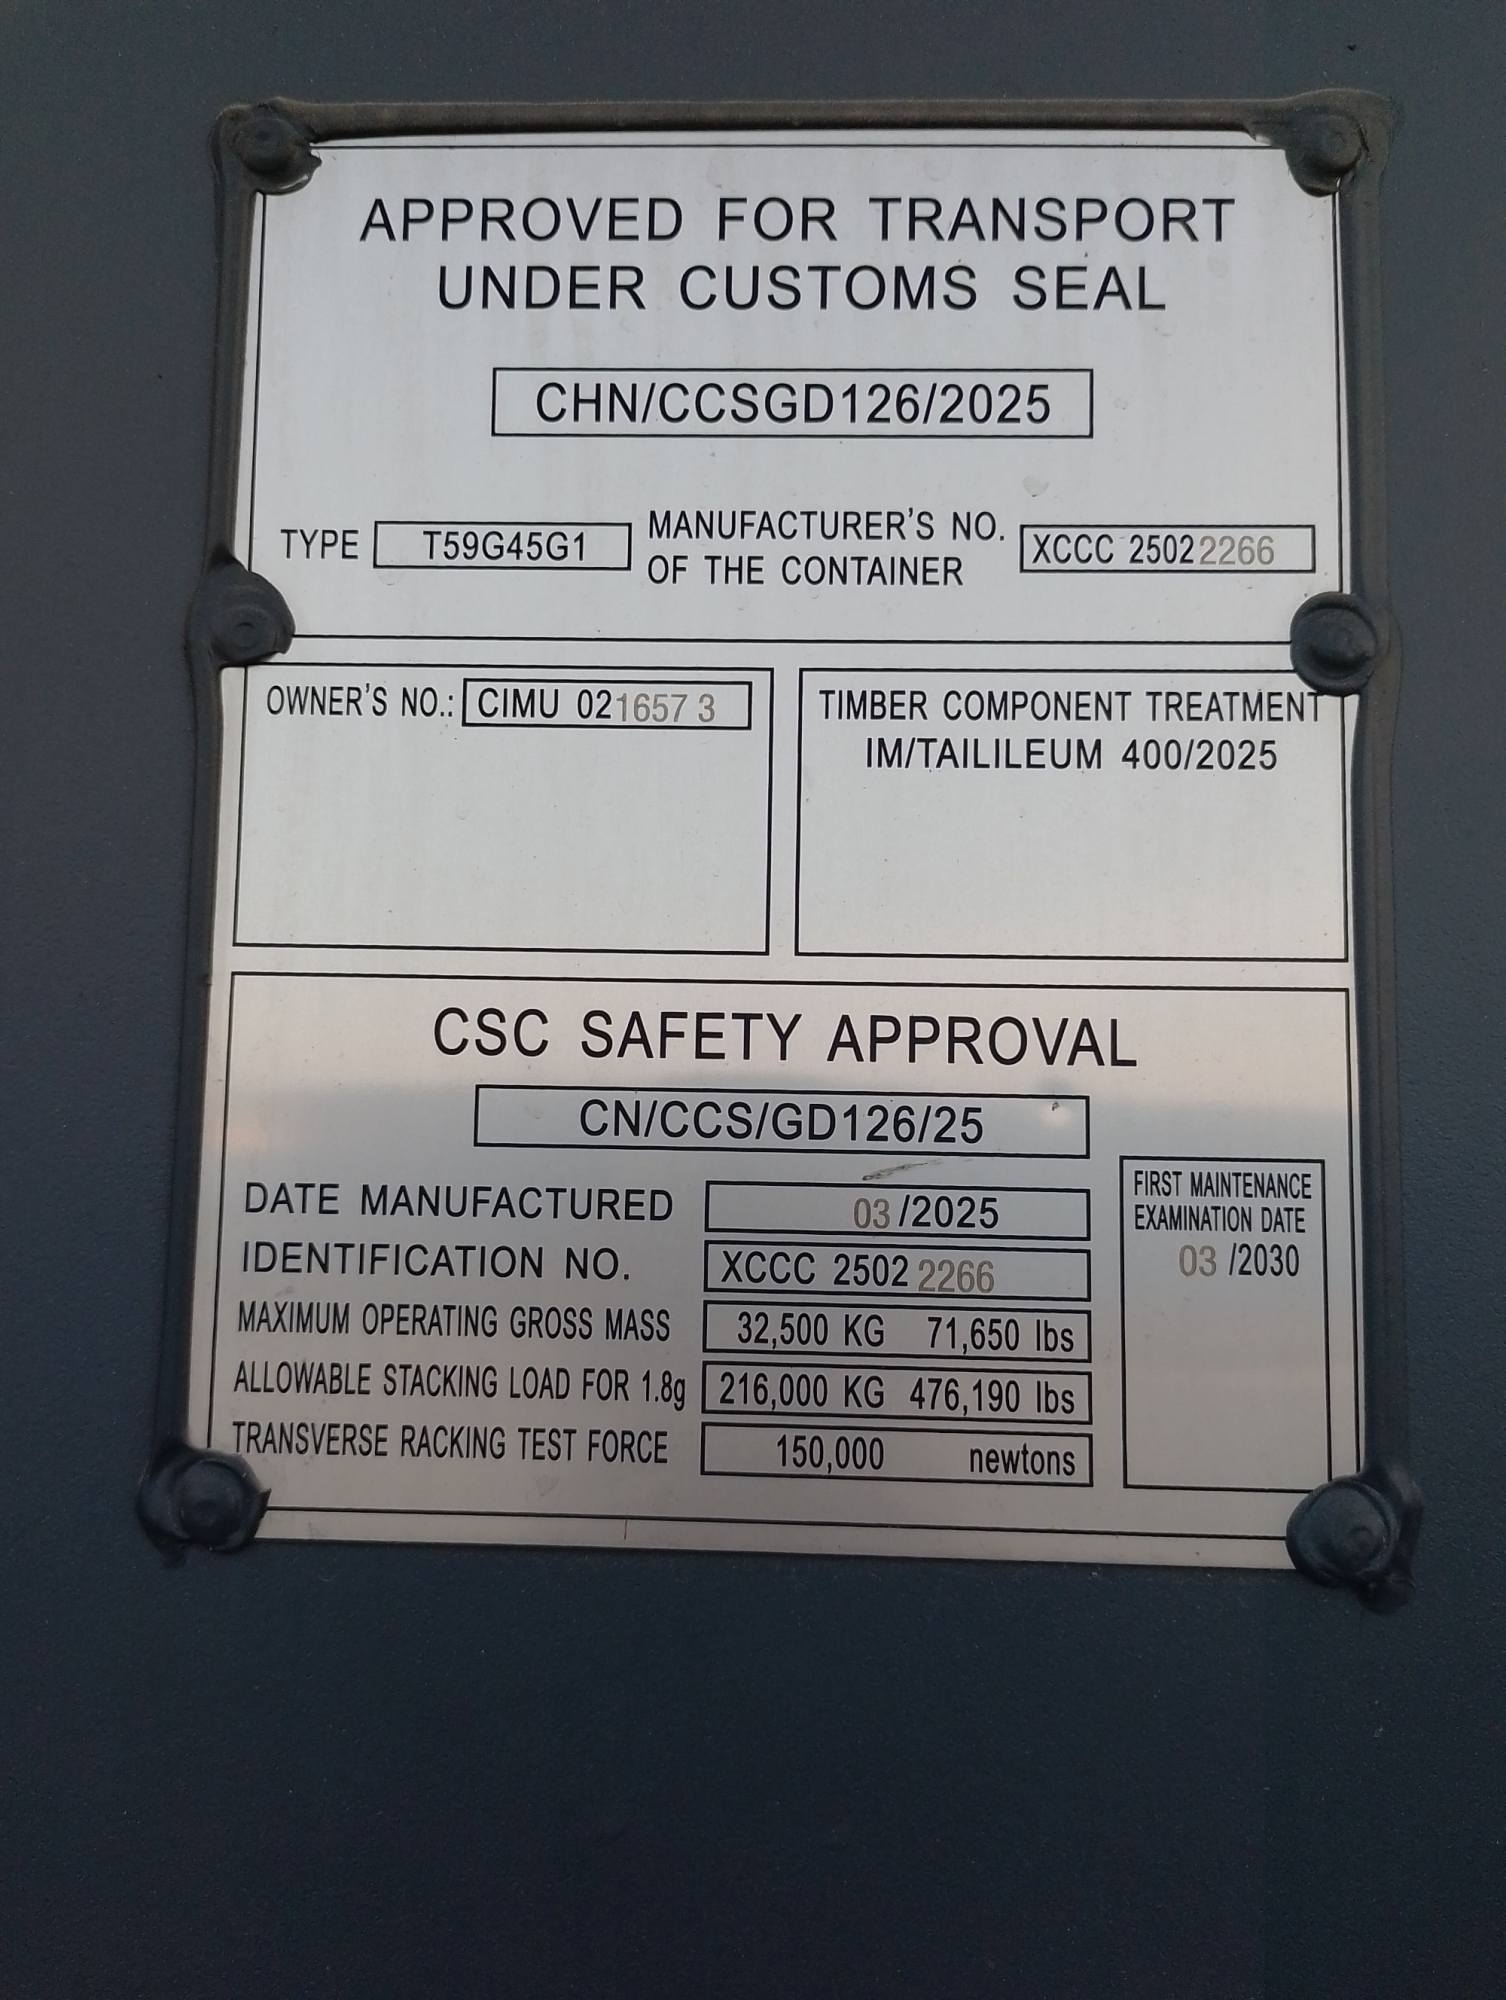 APPROVED FOR TRANSPORT
UNDER CUSTOMS SEAL
CHN/CCSGD126/2025
TYPE T59G45G1 MANUFACTURER'S NO. OF THE CONTAINER XCCC 25022266
OWNER'S NO.: CIMU 021657 3
TIMBER COMPONENT TREATMENT
IM/TAILILEUM 400/2025
CSC SAFETY APPROVAL
CN/CCS/GD126/25
DATE MANUFACTURED 03/2025
IDENTIFICATION NO. XCCC 2502 2266
MAXIMUM OPERATING GROSS MASS 32,500 KG 71,650 lbs
ALLOWABLE STACKING LOAD FOR 1.8g 216,000 KG 476,190 lbs
TRANSVERSE RACKING TEST FORCE 150,000 newtons
FIRST MAINTENANCE
EXAMINATION DATE
03 /2030